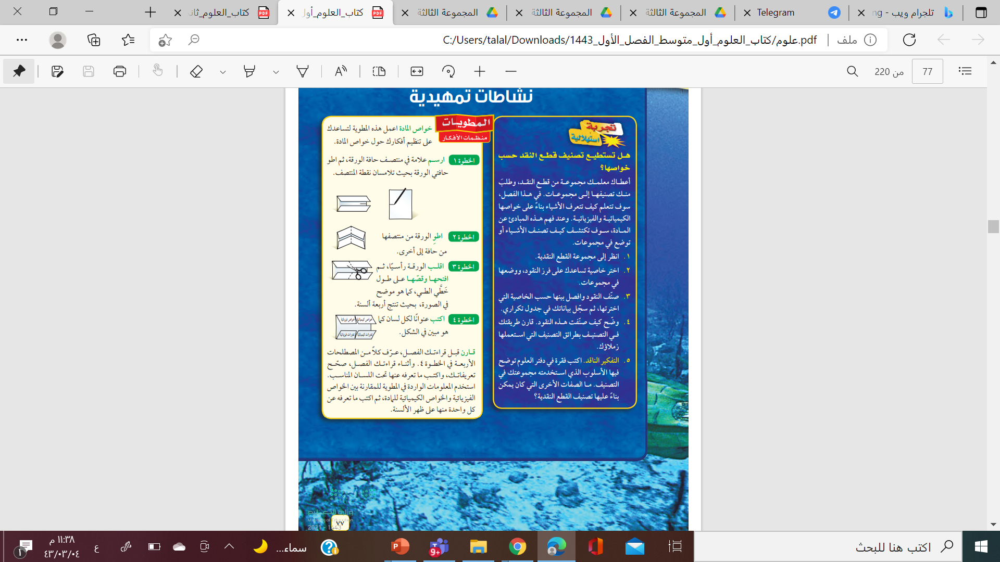 كتاب_العلوم_ثان
كتاب_العلوم_أول
المجموعة الثالثة
المجموعة الثالثة
المجموعة الثالثة
Telegram
تلجرام ويب - ng
C:/Users/talal/Downloads/علوم/كتاب_العلوم_أول_متوسط_الفصل_الأول_1443.pdf
ملف
77
من 220
نشاطات تمهيدية
تجربة
استهلالية
هل تستطيع تصنيف قطع النقد حسب
خواصها؟
أعطاك معلمك مجموعة من قطع النقد، وطلبَ
منك تصنيفها إلى مجموعات. في هذا الفصل،
سوف تتعلم كيف تتعرف الأشياء بناءً على خواصها
الكيميائية والفيزيائية. وعند فهم هذه المبادئ عن
المادة، سوف تكتشف كيف تصنف الأشياء أو
توضع في مجموعات.
١. انظر إلى مجموعة القطع النقدية.
٢. اختر خاصية تساعدك على فرز النقود، ووضعها
في مجموعات.
٣. صنّف النقود وافصل بينها حسب الخاصية التي
اخترتها، ثم سجّل بياناتك في جدول تكراري.
٤. وضّح كيف صنّفت هذه النقود. قارن طريقتك
في التصنيف بطرائق التصنيف التي استعملها
زملاؤك.
٥. التفكير الناقد. اكتب فقرة في دفتر العلوم توضح
فيها الأسلوب الذي استخدمته مجموعتك في
التصنيف. ما الصفات الأخرى التي كان يمكن
بناءً عليها تصنيف القطع النقدية؟
المطويات
منظمات الأفكار
خواص المادة اعمل هذه المطوية لتساعدك
على تنظيم أفكارك حول خواص المادة.
الخطوة ١ ارسم علامة في منتصف حافة الورقة، ثم اطو
حافتي الورقة بحيث تلامسان نقطة المنتصف.
الخطوة ٢ اطوِ الورقة من منتصفها
من حافة إلى أخرى.
الخطوة ٣ اقلب الورقة رأسيًا، ثم
افتحها وقصّها على طول
خَطَّي الطي، كما هو موضح
في الصورة، بحيث تنتج أربعة ألسنة.
الخطوة ٤ اكتب عنوانًا لكل لسان كما
هو مبين في الشكل.
خواص كيميائية خواص فيزيائية
تغيرات كيميائية تغيرات فيزيائية
قارن قبل قراءتك الفصل، عرّف كلاً من المصطلحات
الأربعة في الخطوة ٤. وأثناء قراءتك الفصل، صحّح
تعريفاتك، واكتب ما تعرفه عنها تحت اللسان المناسب.
استخدم المعلومات الواردة في المطوية للمقارنة بين الخواص
الفيزيائية والخواص الكيميائية للمادة، ثم اكتب ما تعرفه عن
كل واحدة منها على ظهر الألسنة.
وزارة التعليم
Ministry of Education
2021 - 1443
٧٧
اكتب هنا للبحث
9+
سماء...
ع
١١:٣٨ م
٤٣/٠٣/٠٤
١